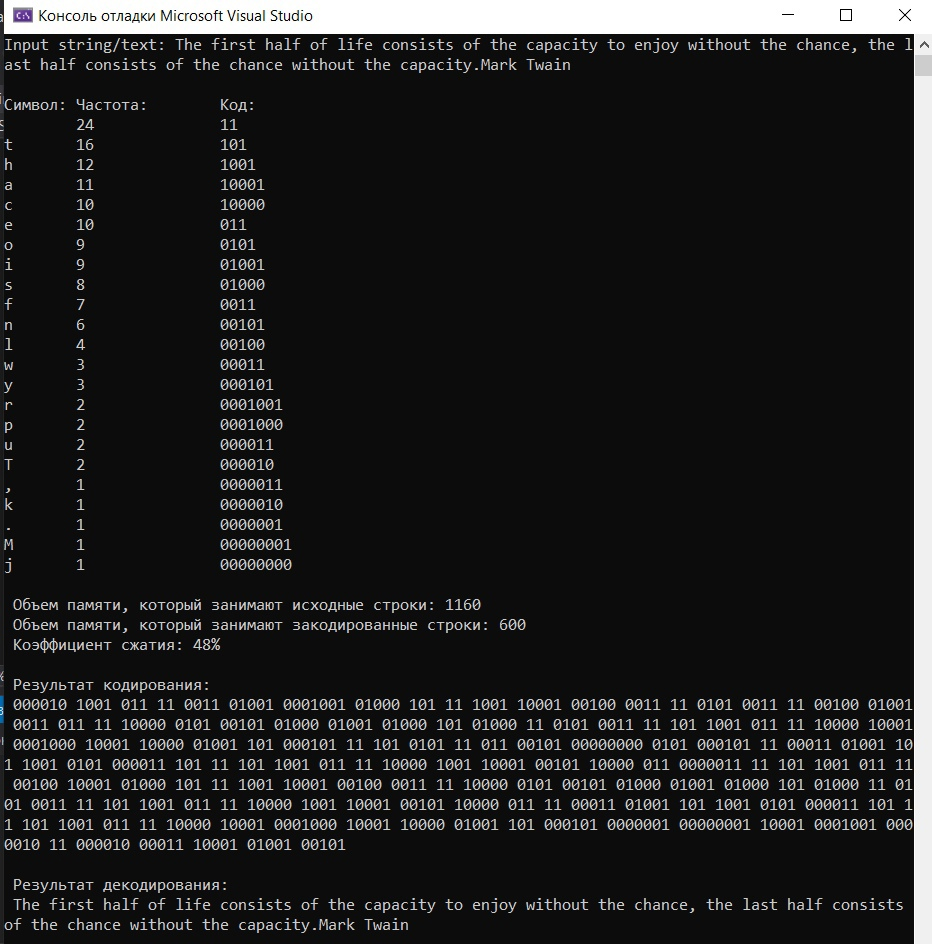 Консоль отладки Microsoft Visual Studio
Input string/text: The first half of life consists of the capacity to enjoy without the chance, the l
ast half consists of the chance without the capacity.Mark Twain
Символ: Частота: Код:
24 11
t 16 101
h 12 1001
a 11 10001
c 10 10000
e 10 011
o 9 0101
i 9 01001
s 8 01000
f 7 0011
n 6 00101
l 4 00100
w 3 00011
y 3 000101
r 2 0001001
p 2 0001000
u 2 000011
T 2 000010
, 1 0000011
k 1 0000010
. 1 0000001
M 1 00000001
j 1 00000000
Объем памяти, который занимают исходные строки: 1160
Объем памяти, который занимают закодированные строки: 600
Коэффициент сжатия: 48%
Результат кодирования:
000010 1001 011 11 0011 01001 0001001 01000 101 11 1001 10001 00100 0011 11 0101 0011 11 00100 01001
0011 011 11 10000 0101 00101 01000 01001 01000 101 01000 11 0101 0011 11 101 1001 011 11 10000 10001
0001000 10001 10000 01001 101 000101 11 101 0101 11 011 00101 00000000 0101 000101 11 00011 01001 10
1 1001 0101 000011 101 11 101 1001 011 11 10000 1001 10001 00101 10000 011 0000011 11 101 1001 011 11
00100 10001 01000 101 11 1001 10001 00100 0011 11 10000 0101 00101 01000 01001 01000 101 01000 11 01
01 0011 11 101 1001 011 11 10000 1001 10001 00101 10000 011 11 00011 01001 101 1001 0101 000011 101 1
1 101 1001 011 11 10000 10001 0001000 10001 10000 01001 101 000101 0000001 00000001 10001 0001001 000
0010 11 000010 00011 10001 01001 00101
Результат декодирования:
The first half of life consists of the capacity to enjoy without the chance, the last half consists
of the chance without the capacity.Mark Twain